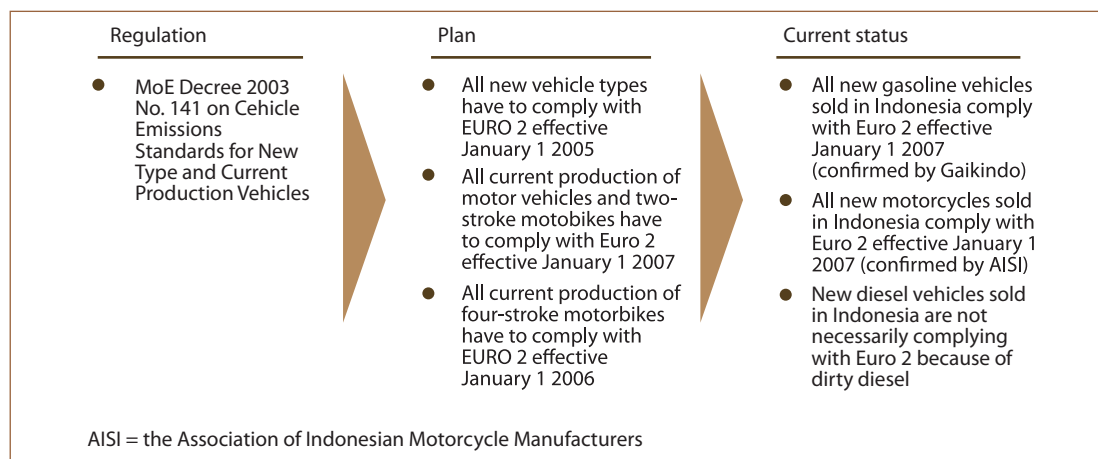 Regulation
MoE Decree 2003
No. 141 on Cehicle
Emissions
Standards for New
Type and Current
Production Vehicles
Plan
All new vehicle types
have to comply with
EURO 2 effective
January 1 2005
All current production of
motor vehicles and two-
stroke motobikes have
to comply with Euro 2
effective January 1 2007
All current production of
four-stroke motorbikes
have to comply with
EURO 2 effective
January 1 2006
Current status
All new gasoline vehicles
sold in Indonesia comply
with Euro 2 effective
January 1 2007
(confirmed by Gaikindo)
All new motorcycles sold
in Indonesia comply with
Euro 2 effective January 1
2007 (confirmed by AISI)
New diesel vehicles sold
in Indonesia are not
necessarily complying
with Euro 2 because of
dirty diesel
AISI = the Association of Indonesian Motorcycle Manufacturers